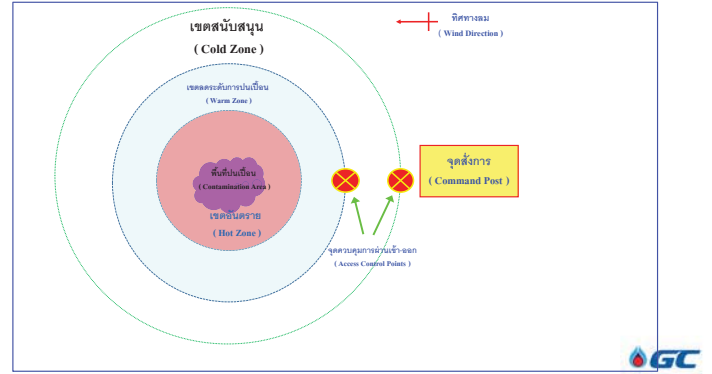 เขตสนับสนุน
( Cold Zone )
ทิศทางลม
( Wind Direction )
เขตลดระดับการปนเปื้อน
( Warm Zone )
พื้นที่ปนเปื้อน
( Contamination Area )
เขตอันตราย
( Hot Zone )
จุดสั่งการ
( Command Post )
จุดควบคุมการผ่านเข้า-ออก
( Access Control Points )
GC